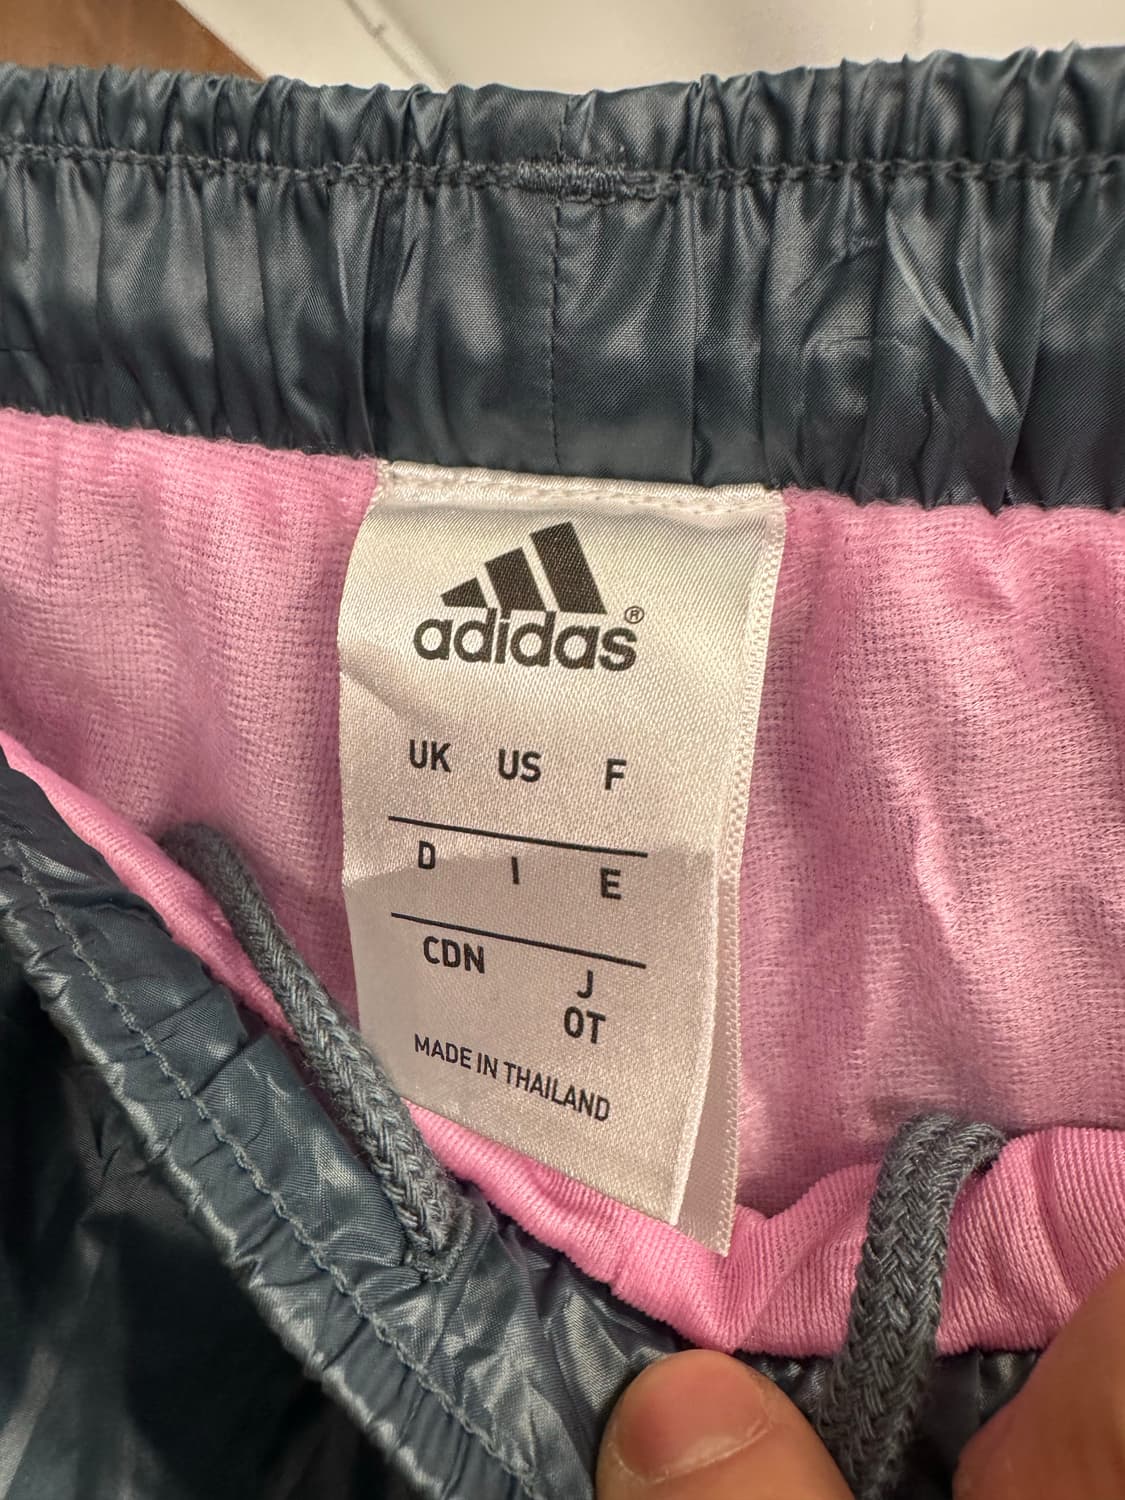 adidas®
UK US F
D I E
CDN J
OT
MADE IN THAILAND